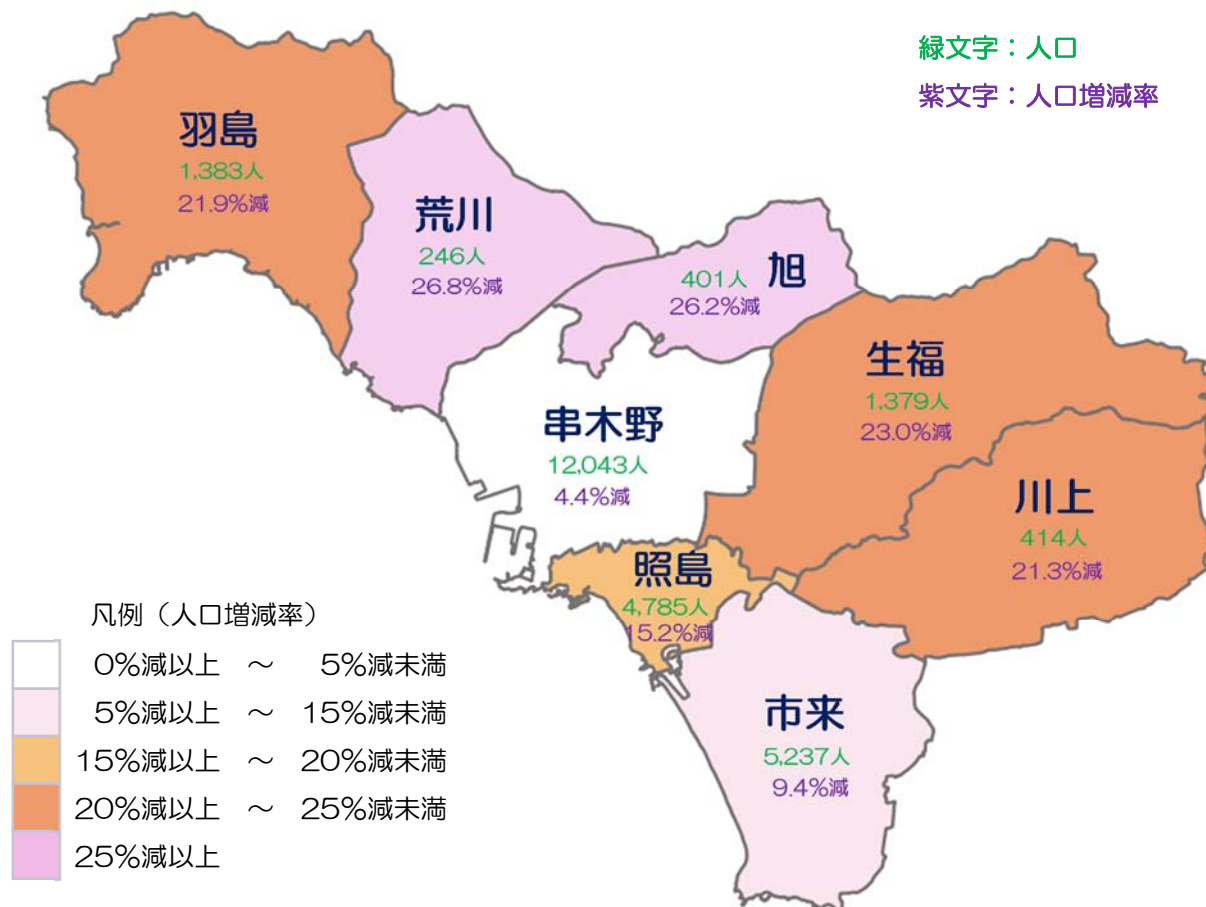 緑文字：人口
紫文字：人口増減率
羽島
1,383人
21.9%減
荒川
246人
26.8%減
401人 旭
26.2%減
生福
1,379人
23.0%減
串木野
12,043人
4.4%減
川上
414人
21.3%減
照島
4,785人
15.2%減
市来
5,237人
9.4%減
凡例（人口増減率）
0%減以上 ～ 5%減未満
5%減以上 ～ 15%減未満
15%減以上 ～ 20%減未満
20%減以上 ～ 25%減未満
25%減以上